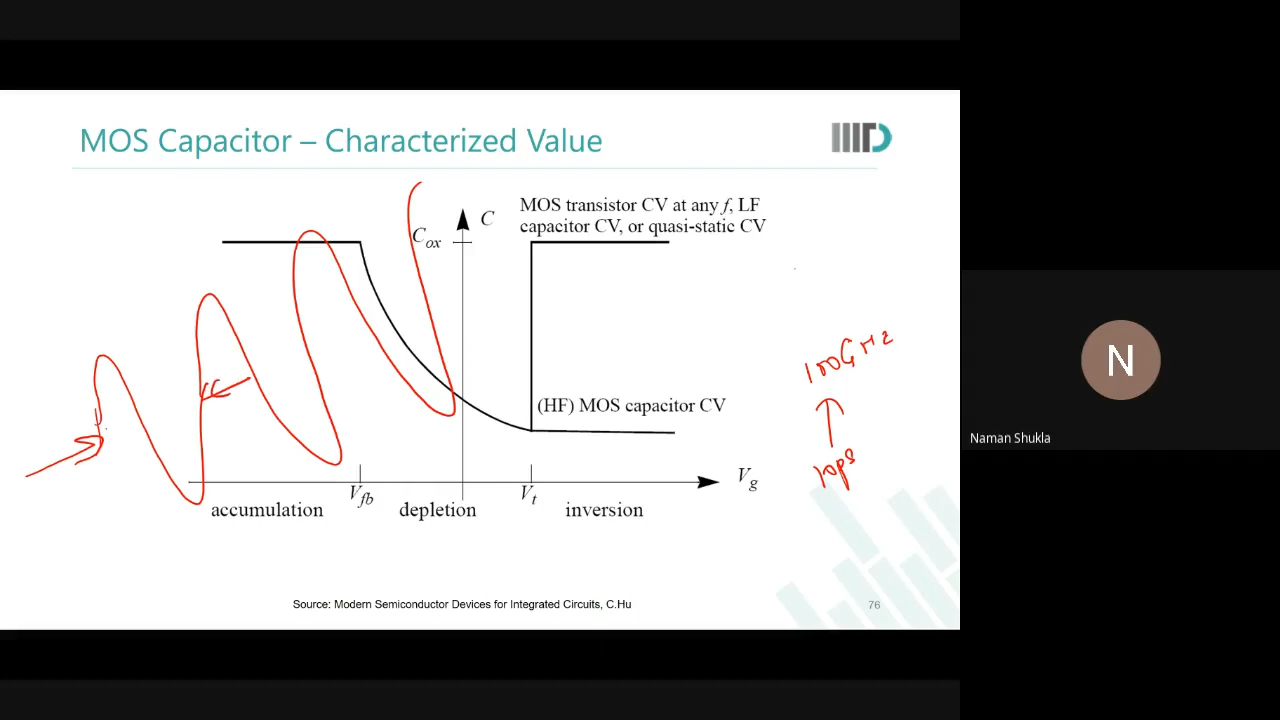 MOS Capacitor – Characterized Value
MOS transistor CV at any f, LF
capacitor CV, or quasi-static CV
C
Cox
100GHz
(HF) MOS capacitor CV
10ps
Vg
Vfb
Vt
accumulation
depletion
inversion
Source: Modern Semiconductor Devices for Integrated Circuits, C.Hu
76
N
Naman Shukla